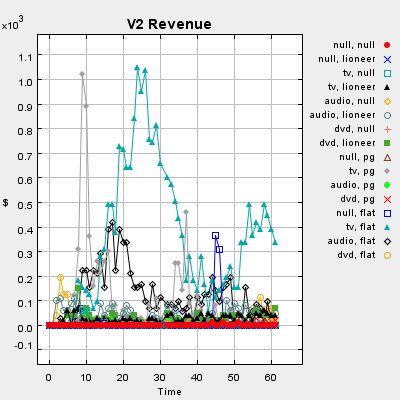 V2 Revenue
x10³
1.1
1.0
0.9
0.8
0.7
0.6
0.5
0.4
0.3
0.2
0.1
0.0
-0.1
$
0 10 20 30 40 50 60
Time
null, null
null, lioneer
tv, null
tv, lioneer
audio, null
audio, lioneer
dvd, null
dvd, lioneer
null, pg
tv, pg
audio, pg
dvd, pg
null, flat
tv, flat
audio, flat
dvd, flat